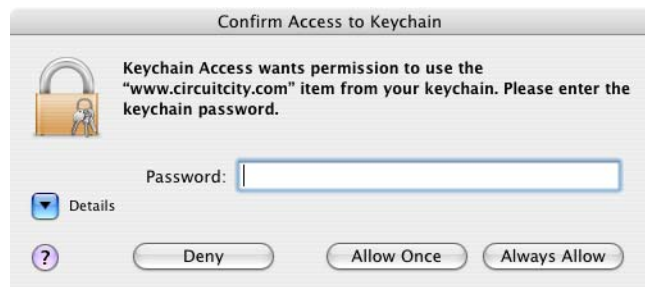 Confirm Access to Keychain
Keychain Access wants permission to use the
“www.circuitcity.com” item from your keychain. Please enter the
keychain password.
Password:
Details
?
Deny
Allow Once
Always Allow